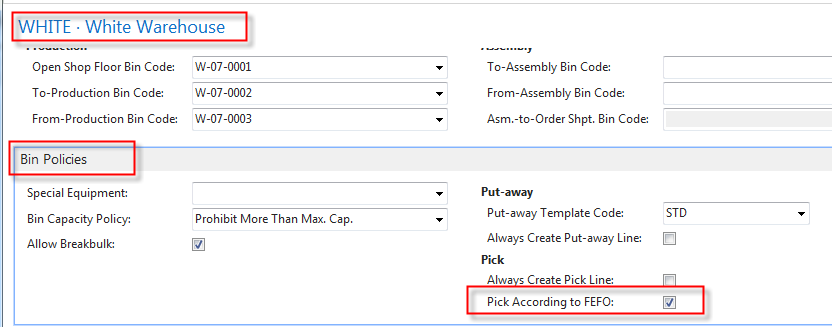 WHITE · White Warehouse
Production
Assembly
Open Shop Floor Bin Code: W-07-0001
To-Assembly Bin Code:
To-Production Bin Code: W-07-0002
From-Assembly Bin Code:
From-Production Bin Code: W-07-0003
Asm.-to-Order Shpt. Bin Code:
Bin Policies
Special Equipment:
Put-away
Bin Capacity Policy: Prohibit More Than Max. Cap.
Put-away Template Code: STD
Allow Breakbulk:
Always Create Put-away Line:
Pick
Always Create Pick Line:
Pick According to FEFO: